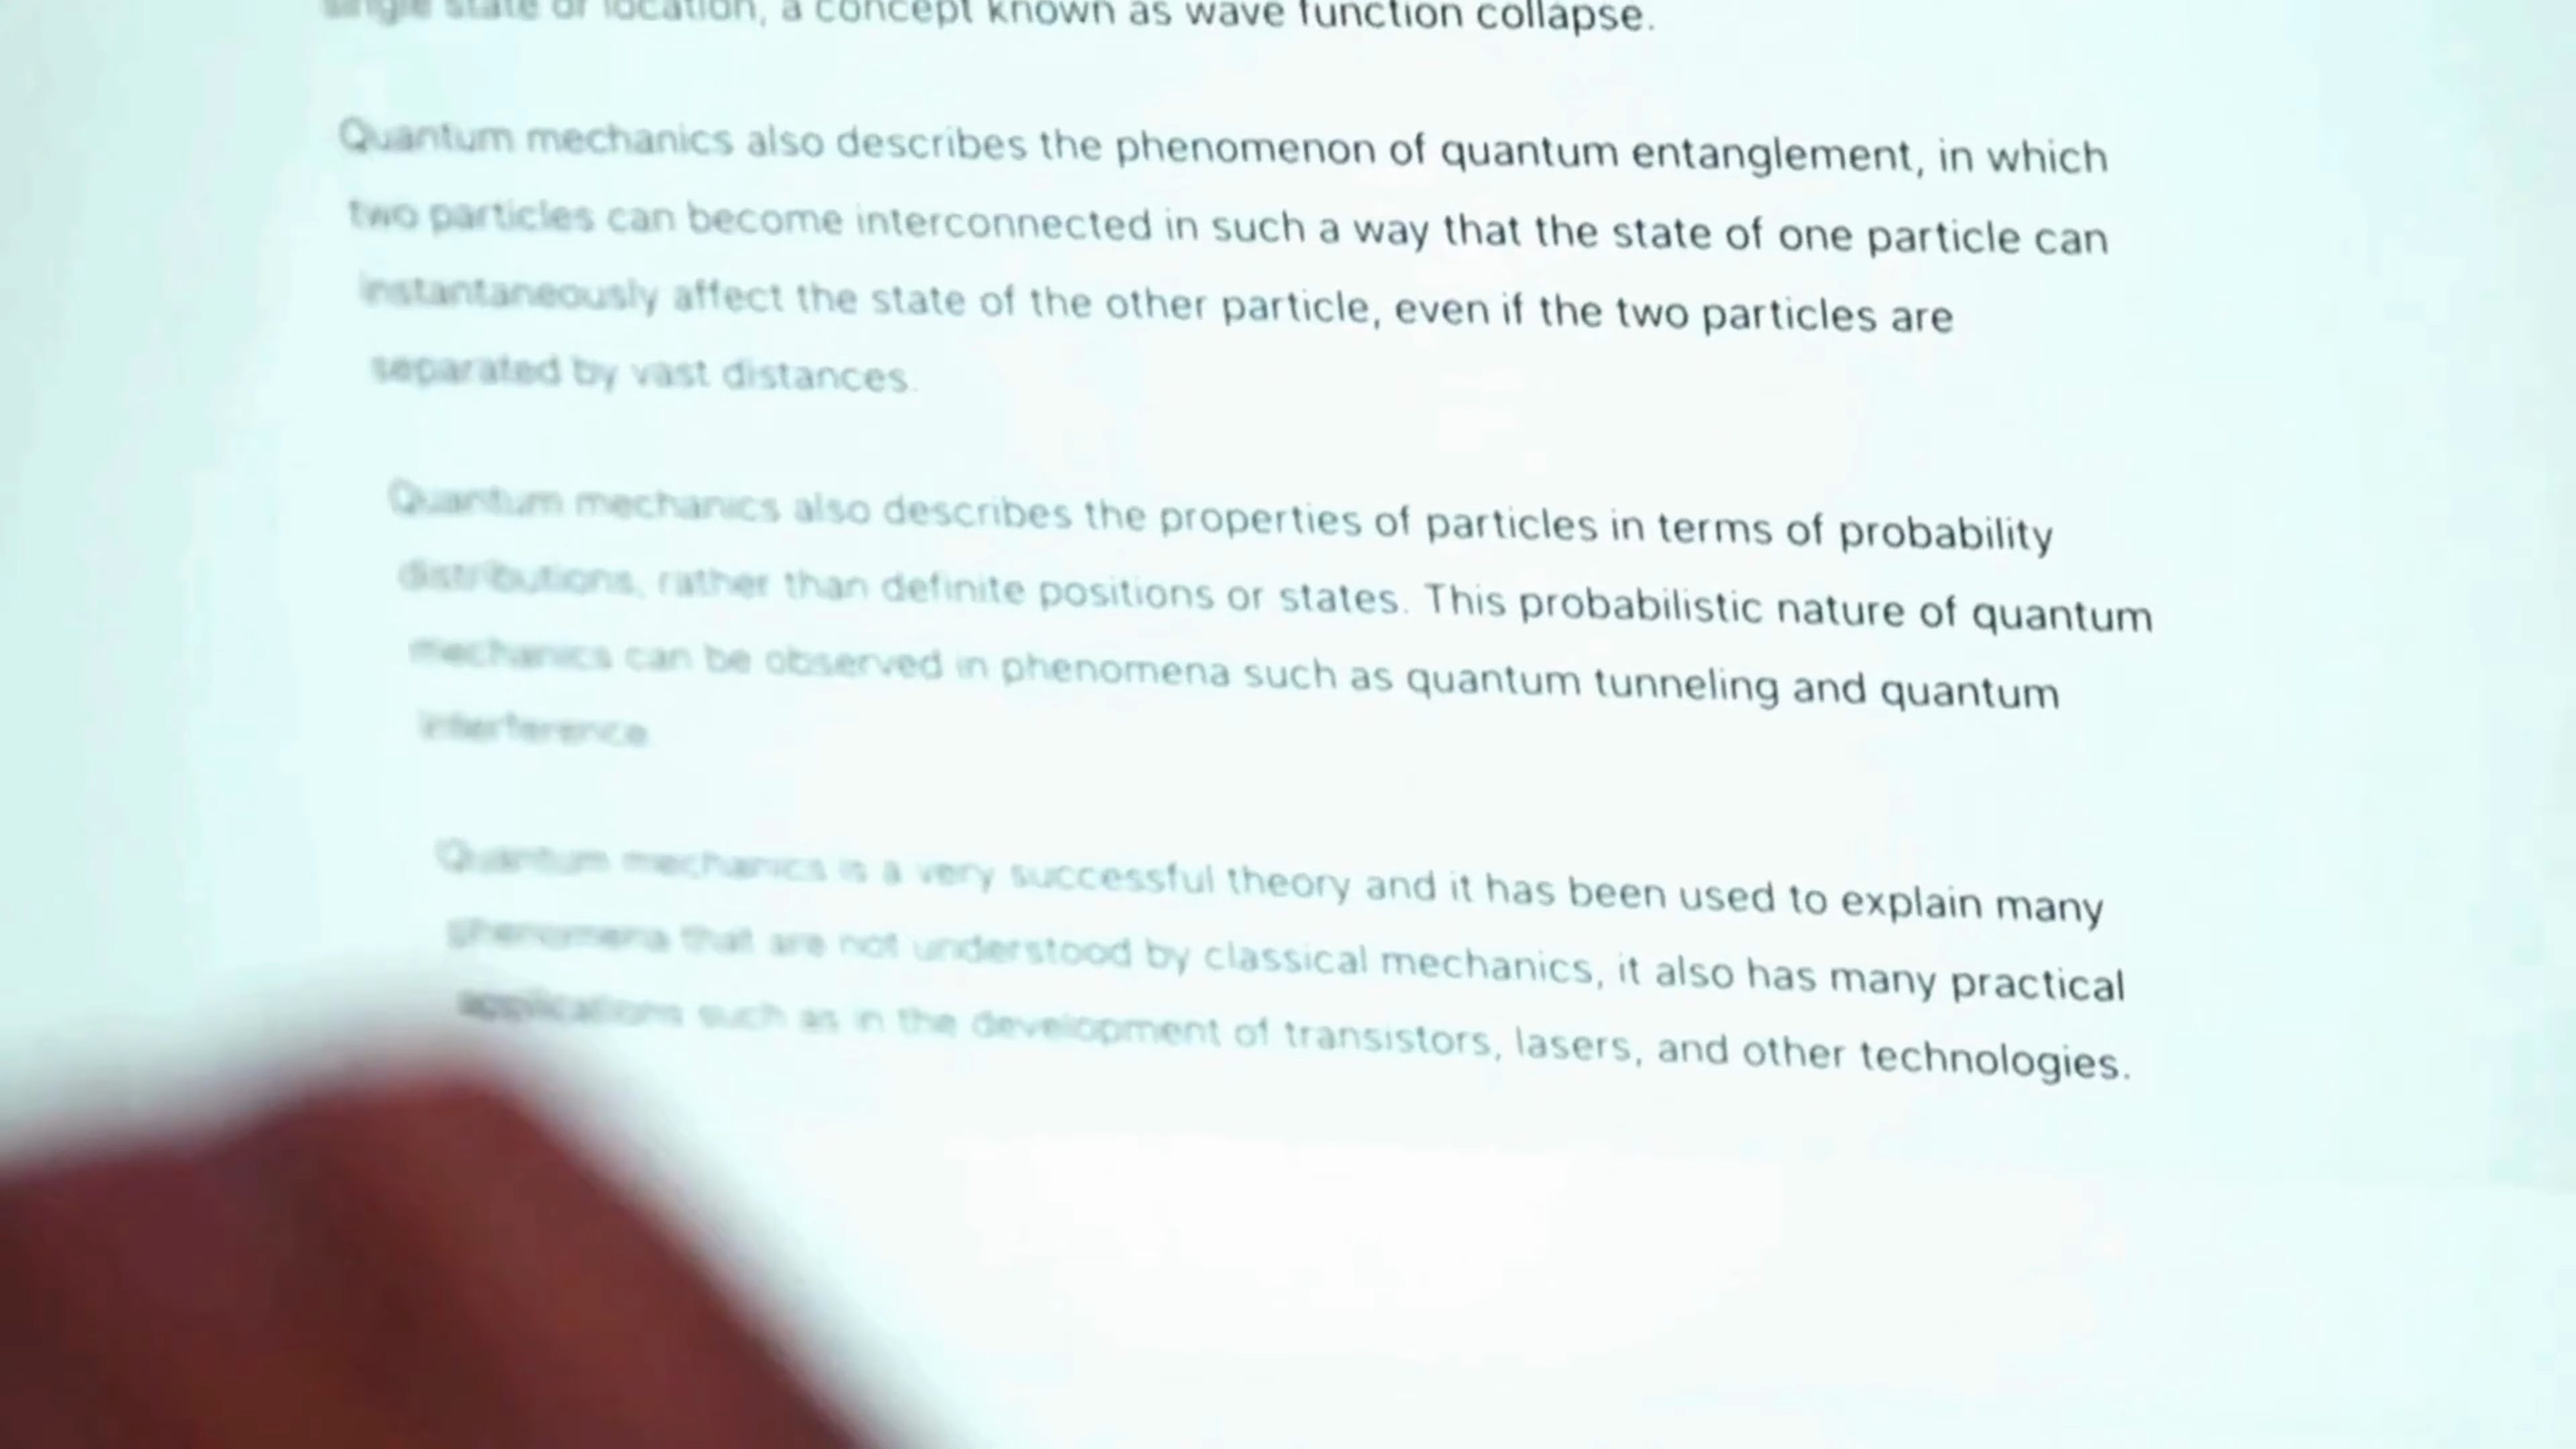 single state or location, a concept known as wave function collapse.
Quantum mechanics also describes the phenomenon of quantum entanglement, in which
two particles can become interconnected in such a way that the state of one particle can
instantaneously affect the state of the other particle, even if the two particles are
separated by vast distances.
Quantum mechanics also describes the properties of particles in terms of probability
distributions, rather than definite positions or states. This probabilistic nature of quantum
mechanics can be observed in phenomena such as quantum tunneling and quantum
interference
Quantum mechanics is a very successful theory and it has been used to explain many
phenomena that are not understood by classical mechanics, it also has many practical
applications such as in the development of transistors, lasers, and other technologies.